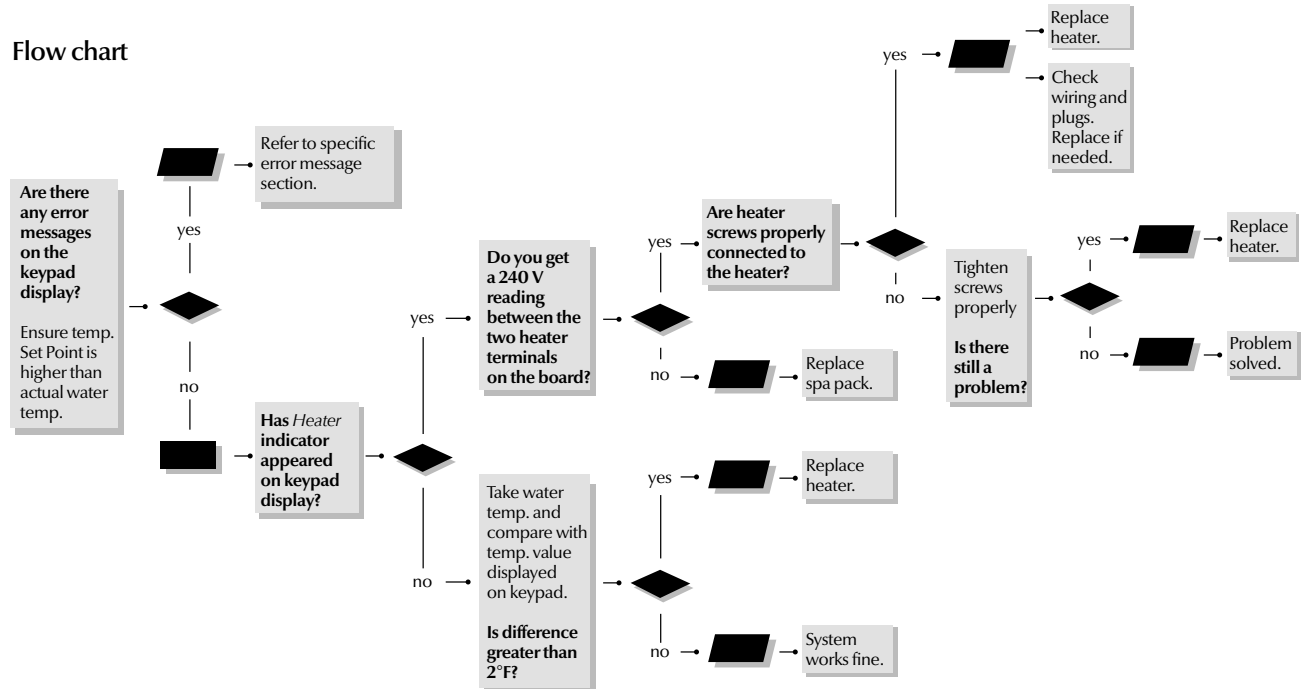 Flow chart
Are there
any error
messages
on the
keypad
display?
Ensure temp.
Set Point is
higher than
actual water
temp.
yes
Refer to specific
error message
section.
no
Has Heater
indicator
appeared
on keypad
display?
yes
Do you get
a 240 V
reading
between the
two heater
terminals
on the board?
yes
Are heater
screws properly
connected to
the heater?
yes
Replace
heater.
Check
wiring and
plugs.
Replace if
needed.
no
Tighten
screws
properly
Is there
still a
problem?
yes
Replace
heater.
no
Problem
solved.
no
Replace
spa pack.
no
Take water
temp. and
compare with
temp. value
displayed
on keypad.
Is difference
greater than
2°F?
yes
Replace
heater.
no
System
works fine.